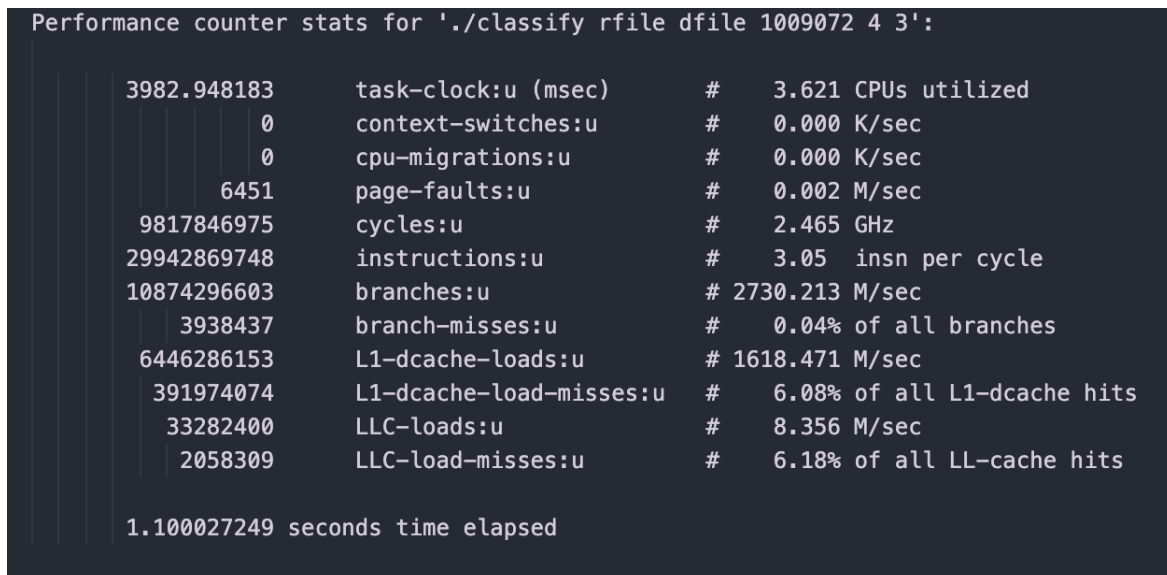 Performance counter stats for './classify rfile dfile 1009072 4 3':
3982.948183 task-clock:u (msec) # 3.621 CPUs utilized
0 context-switches:u # 0.000 K/sec
0 cpu-migrations:u # 0.000 K/sec
6451 page-faults:u # 0.002 M/sec
9817846975 cycles:u # 2.465 GHz
29942869748 instructions:u # 3.05 insn per cycle
10874296603 branches:u # 2730.213 M/sec
3938437 branch-misses:u # 0.04% of all branches
6446286153 L1-dcache-loads:u # 1618.471 M/sec
391974074 L1-dcache-load-misses:u # 6.08% of all L1-dcache hits
33282400 LLC-loads:u # 8.356 M/sec
2058309 LLC-load-misses:u # 6.18% of all LL-cache hits
1.100027249 seconds time elapsed